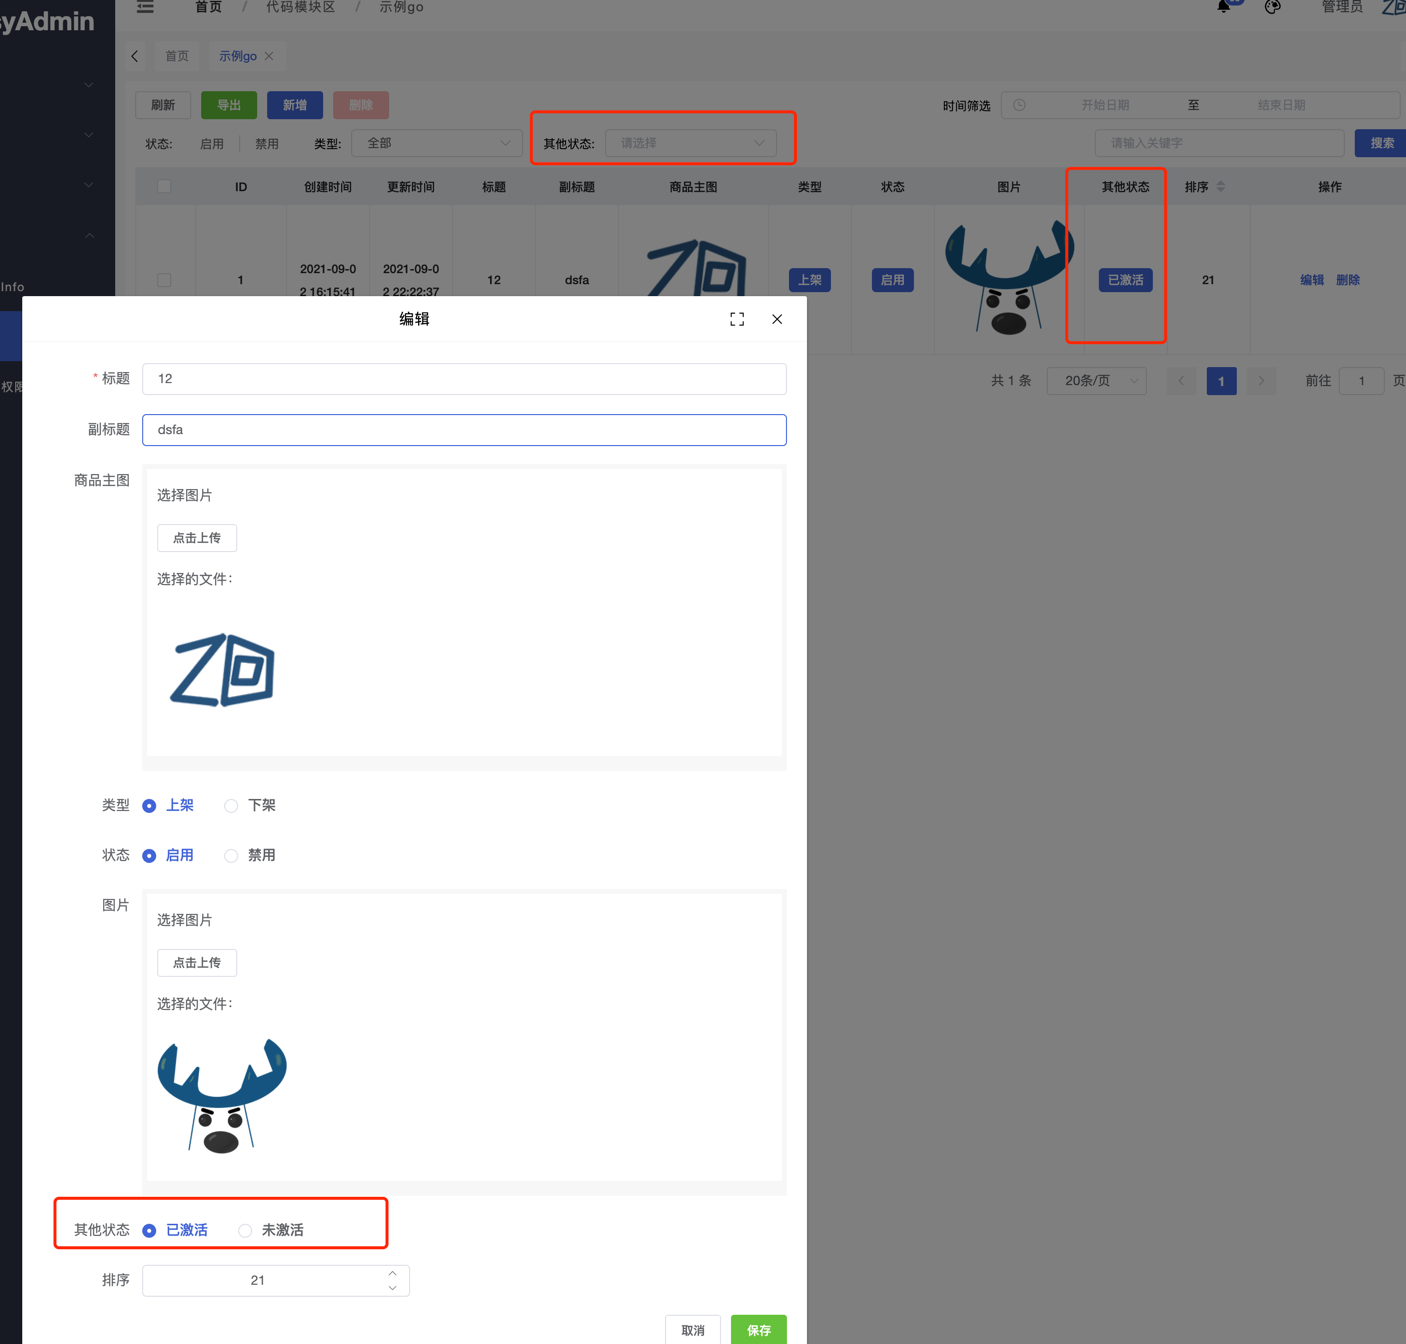 syAdmin
首页 / 代码模块区 / 示例go
管理员
首页 示例go
刷新 导出 新增 删除 时间筛选 开始日期 至 结束日期
状态: 启用 禁用 类型: 全部 其他状态: 请选择 请输入关键字 搜索
ID 创建时间 更新时间 标题 副标题 商品主图 类型 状态 图片 其他状态 排序 操作
1 2021-09-0 2021-09-0 12 dsfa 上架 启用 已激活 21 编辑 删除
2 16:15:41 2 22:22:37
Info
权限
共 1 条 20条/页 1 前往 1 页
编辑
* 标题 12
副标题 dsfa
商品主图
选择图片
点击上传
选择的文件:
类型 上架 下架
状态 启用 禁用
图片
选择图片
点击上传
选择的文件:
其他状态 已激活 未激活
排序 21
取消 保存